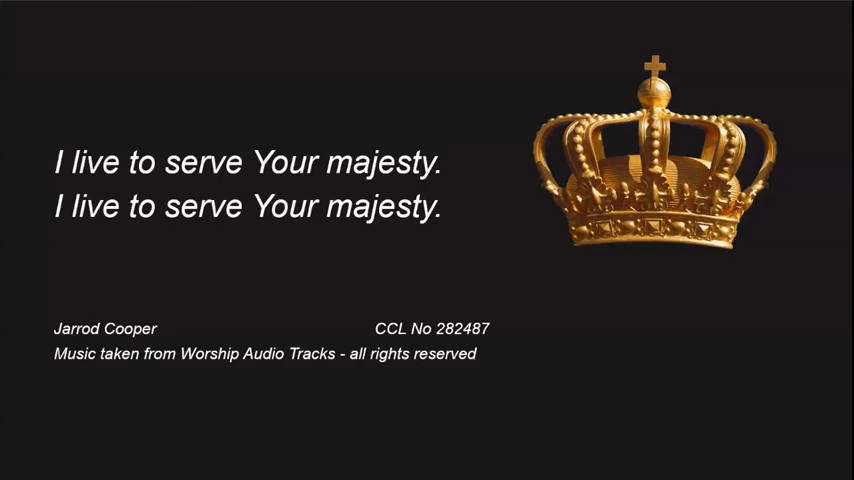 I live to serve Your majesty.
I live to serve Your majesty.
Jarrod Cooper CCL No 282487
Music taken from Worship Audio Tracks - all rights reserved